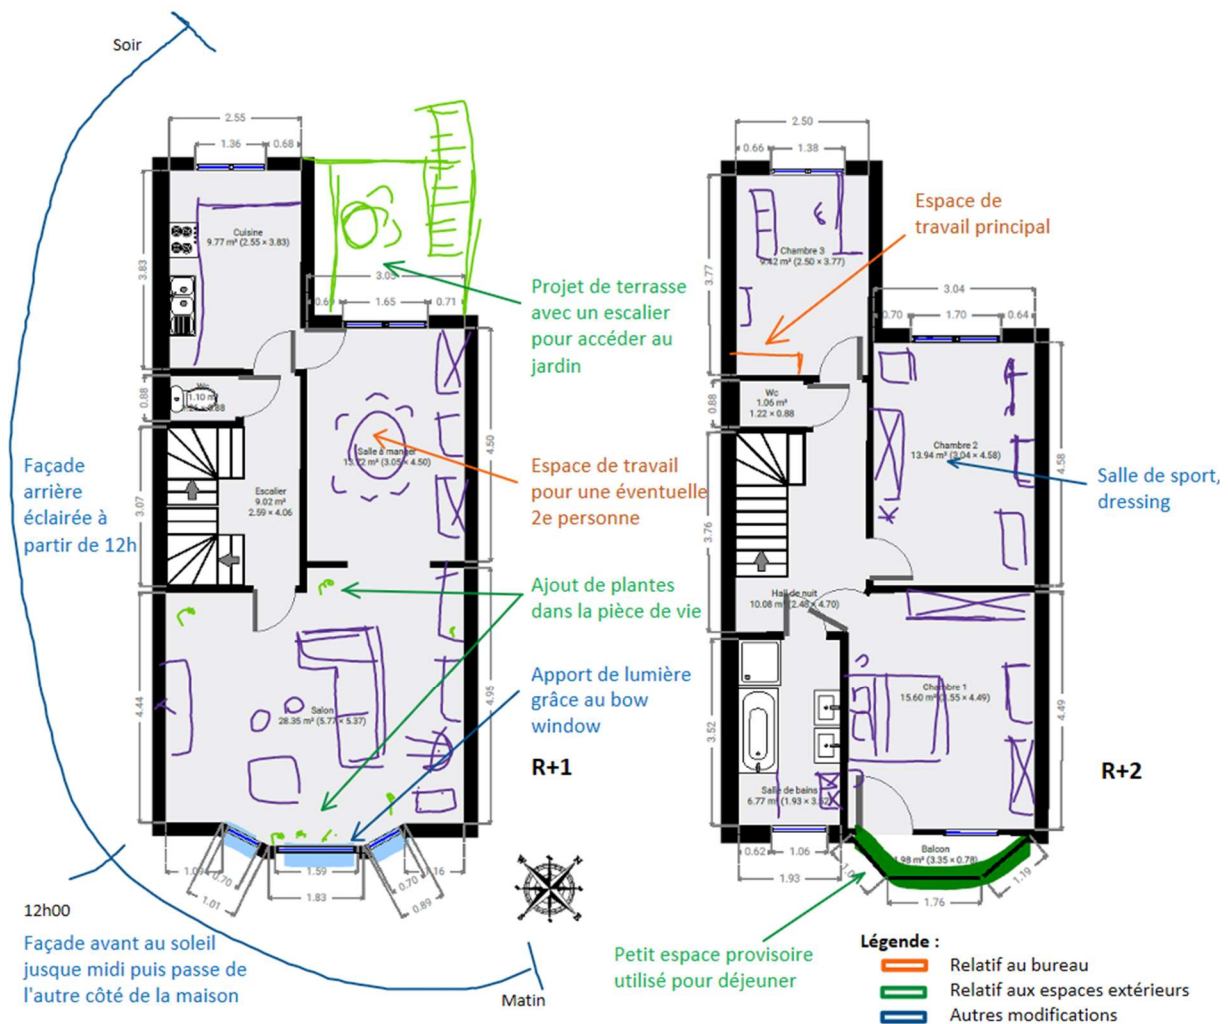 Soir
2.55
1.36
0.68
Cuisine
9.77 m² (2.55 × 3.83)
3.83
3.05
1.65
0.71
Projet de terrasse
avec un escalier
pour accéder au
jardin
Wc
1.10 m²
0.88
Salle à manger
4.50
Espace de travail
pour une éventuelle
2e personne
Façade
arrière
éclairée à
partir de 12h
3.07
Escalier
9.02 m²
2.59 × 4.06
Ajout de plantes
dans la pièce de vie
Apport de lumière
grâce au bow
window
4.44
Salon
28.35 m² (5.77 × 5.37)
4.95
R+1
1.59
1.16
0.70
0.70
1.01
1.83
0.89
12h00
Façade avant au soleil
jusque midi puis passe de
l'autre côté de la maison
Matin
2.50
0.66
1.38
Espace de
travail principal
Chambre 3
9.42 m² (2.50 × 3.77)
3.77
3.04
0.70
1.70
0.64
Wc
1.06 m²
1.22 × 0.88
0.88
Chambre 2
13.94 m² (3.04 × 4.58)
4.58
Salle de sport,
dressing
3.76
Hall de nuit
10.08 m² (2.48 × 4.70)
Chambre 1
15.60 m² (3.55 × 4.49)
4.49
3.52
R+2
Salle de bains
6.77 m² (1.93 × 3.52)
0.62
1.06
1.93
Balcon
1.98 m² (3.35 × 0.78)
1.19
1.76
Petit espace provisoire
utilisé pour déjeuner
Légende :
Relatif au bureau
Relatif aux espaces extérieurs
Autres modifications